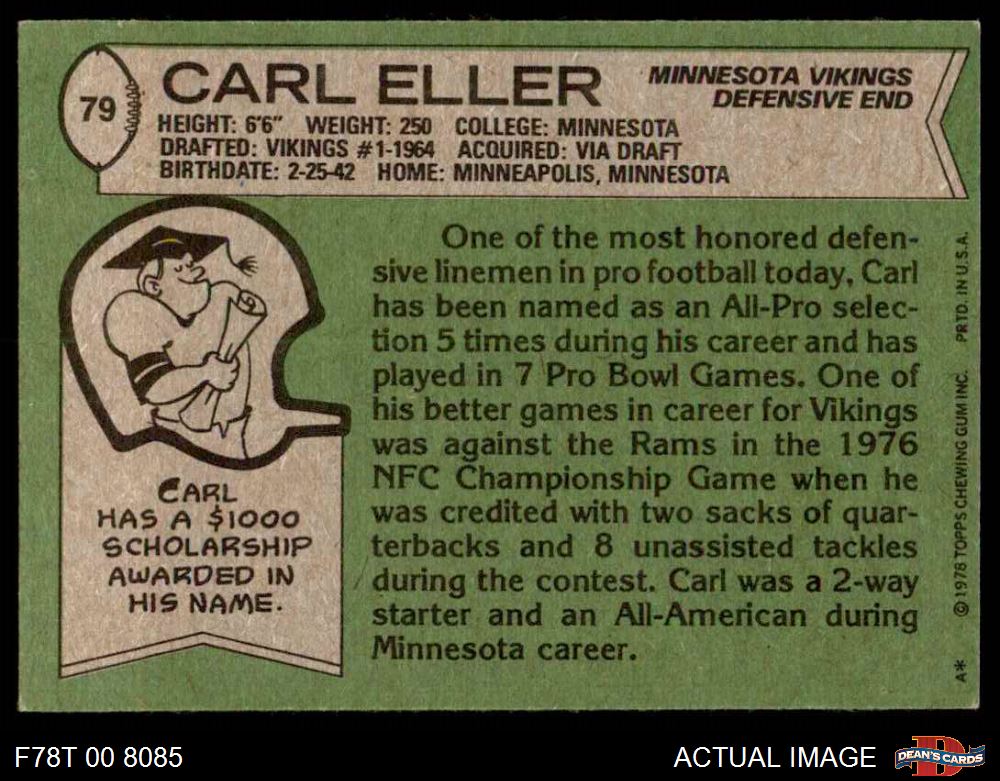 79
CARL ELLER
MINNESOTA VIKINGS
DEFENSIVE END
HEIGHT: 6'6" WEIGHT: 250 COLLEGE: MINNESOTA
DRAFTED: VIKINGS #1-1964 ACQUIRED: VIA DRAFT
BIRTHDATE: 2-25-42 HOME: MINNEAPOLIS, MINNESOTA
One of the most honored defen-
sive linemen in pro football today, Carl
has been named as an All-Pro selec-
tion 5 times during his career and has
played in 7 Pro Bowl Games. One of
his better games in career for Vikings
was against the Rams in the 1976
NFC Championship Game when he
was credited with two sacks of quar-
terbacks and 8 unassisted tackles
during the contest. Carl was a 2-way
starter and an All-American during
Minnesota career.
CARL
HAS A $1000
SCHOLARSHIP
AWARDED IN
HIS NAME.
A* © 1978 TOPPS CHEWING GUM INC. PRTD. IN U.S.A.
F78T 00 8085
ACTUAL IMAGE
D
DEAN'S CARDS